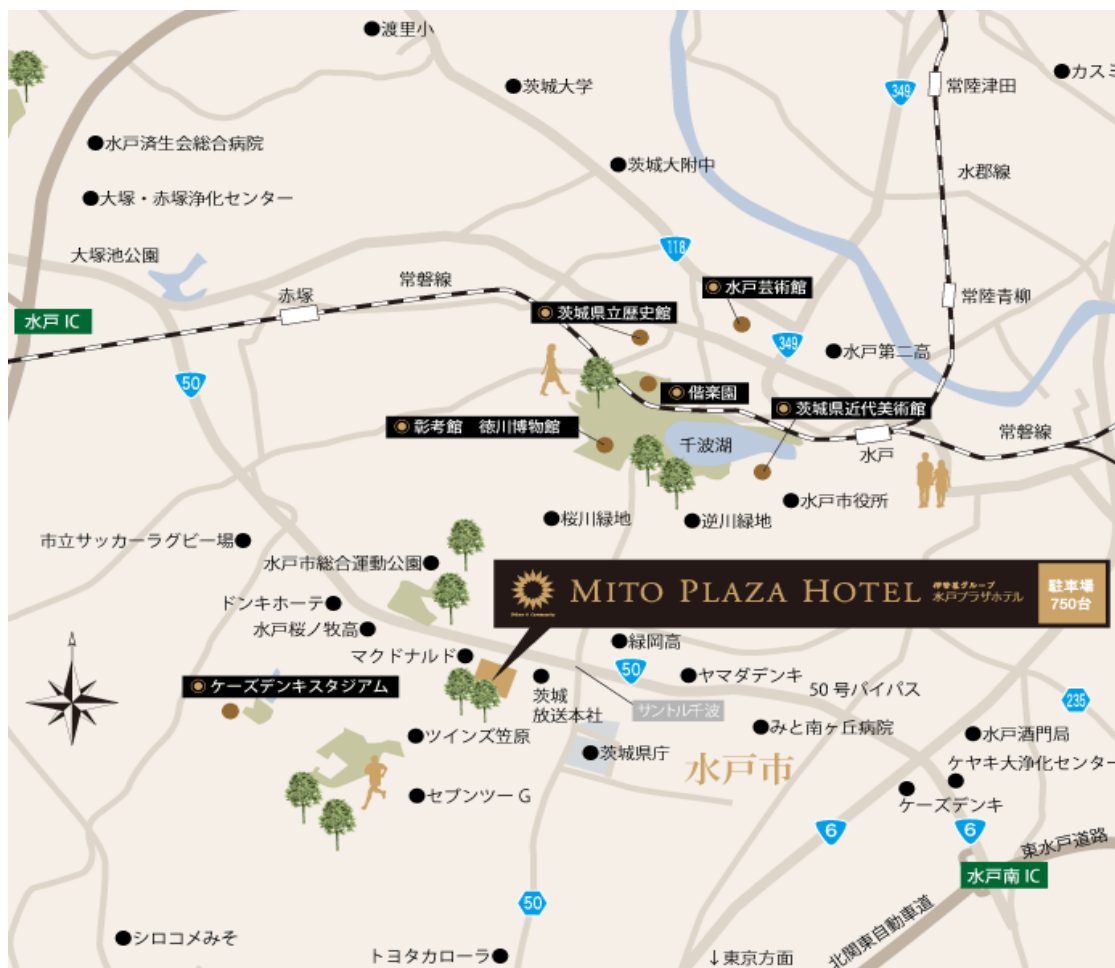 渡里小
茨城大学
349
常陸津田
カスミ
水戸済生会総合病院
茨城大附中
水郡線
大塚・赤塚浄化センター
大塚池公園
118
常磐線
水戸芸術館
赤塚
常陸青柳
水戸 IC
茨城県立歴史館
349
水戸第二高
50
偕楽園
茨城県近代美術館
彰考館 徳川博物館
千波湖
水戸
常磐線
水戸市役所
桜川緑地
逆川緑地
市立サッカーラグビー場
水戸市総合運動公園
MITO PLAZA HOTEL
水戸プラザホテル
駐車場
750台
ドンキホーテ
水戸桜ノ牧高
緑岡高
マクドナルド
50
ヤマダデンキ
ケーズデンキスタジアム
茨城
放送本社
サントル千波
50 号バイパス
235
ツインズ笠原
茨城県庁
みと南ヶ丘病院
水戸酒門局
水戸市
ケヤキ大浄化センター
セブンツー G
ケーズデンキ
6
6
東水戸道路
水戸南 IC
50
北関東自動車道
シロコメみそ
トヨタカローラ
↓東京方面